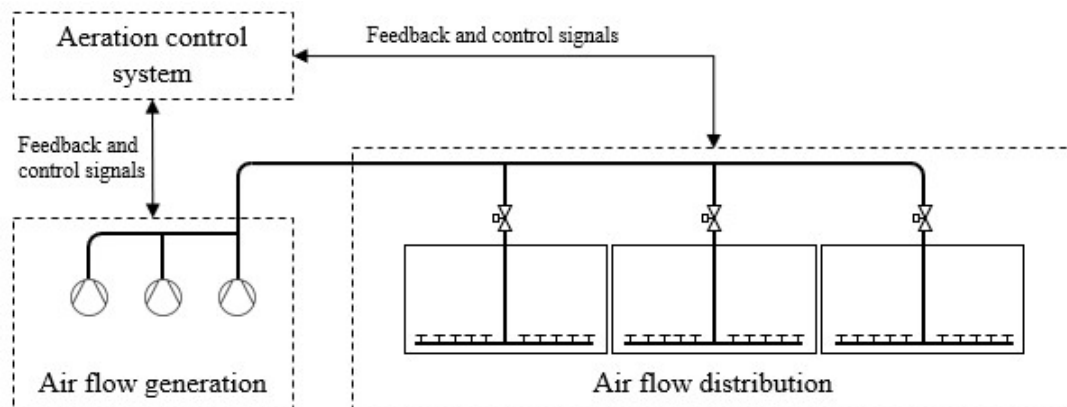 Aeration control
system
Feedback and control signals
Feedback and
control signals
Air flow generation
Air flow distribution